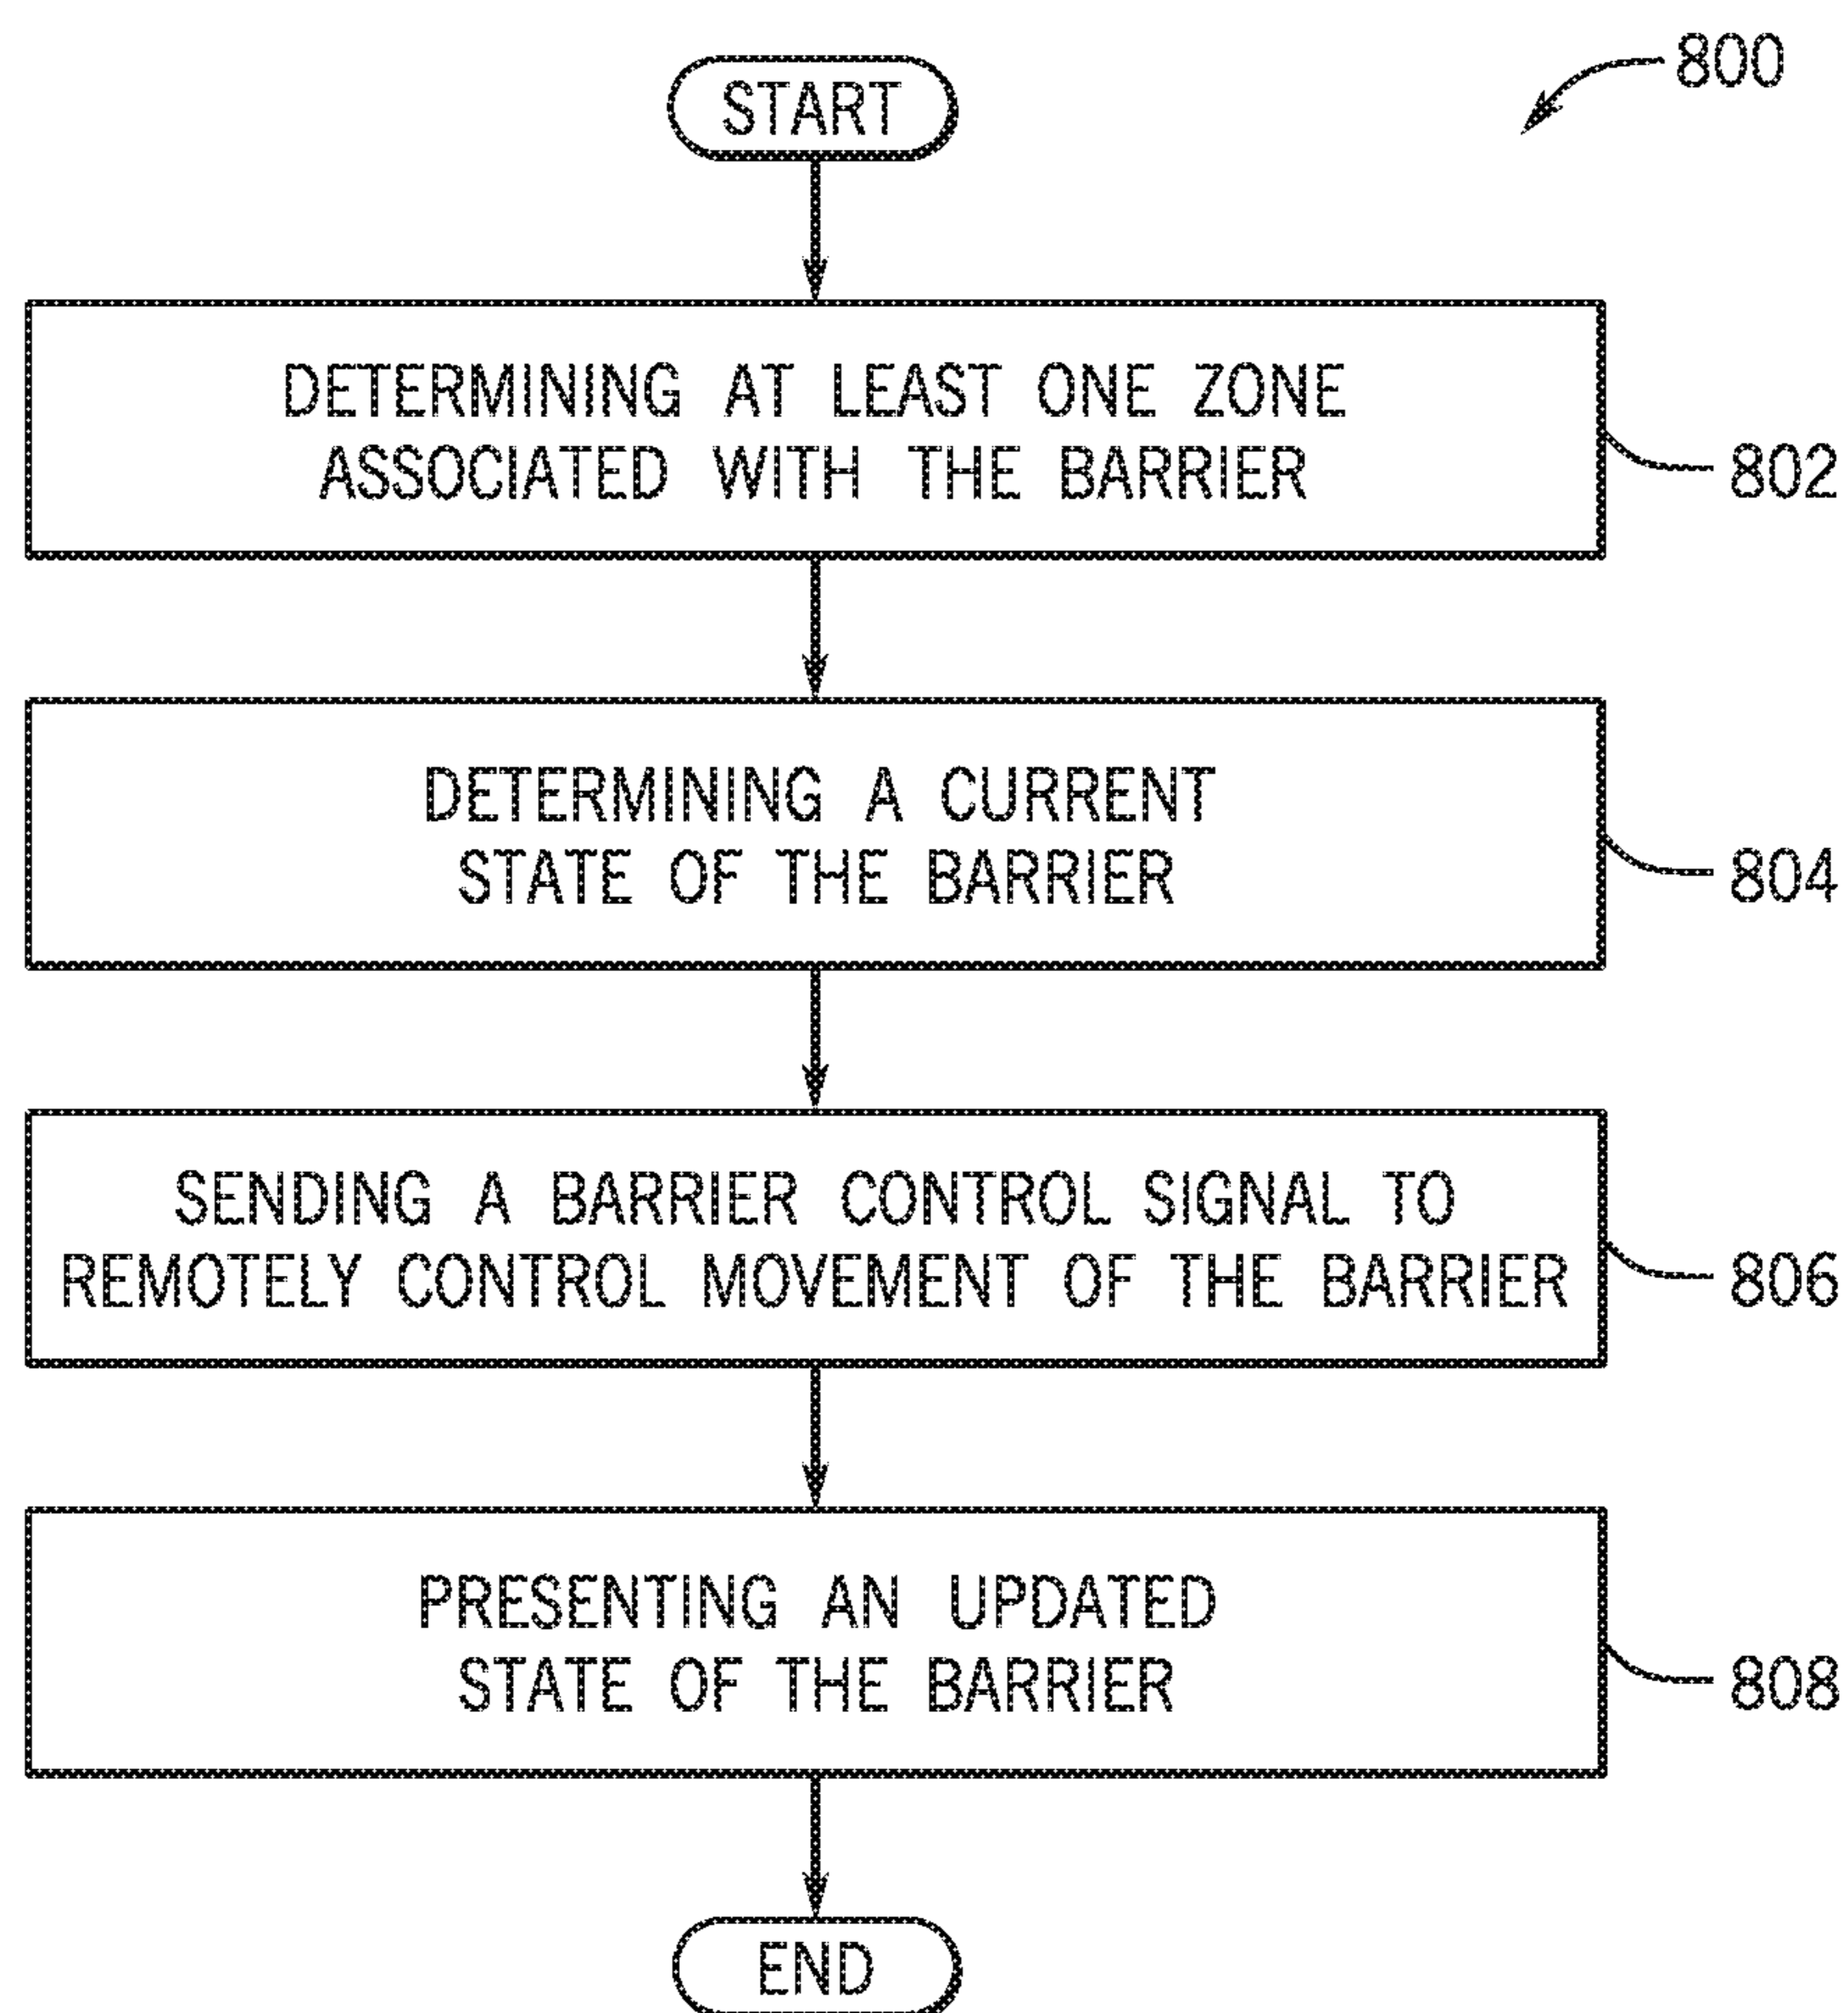 800
START
DETERMINING AT LEAST ONE ZONE
ASSOCIATED WITH THE BARRIER
802
DETERMINING A CURRENT
STATE OF THE BARRIER
804
SENDING A BARRIER CONTROL SIGNAL TO
REMOTELY CONTROL MOVEMENT OF THE BARRIER
806
PRESENTING AN UPDATED
STATE OF THE BARRIER
808
END